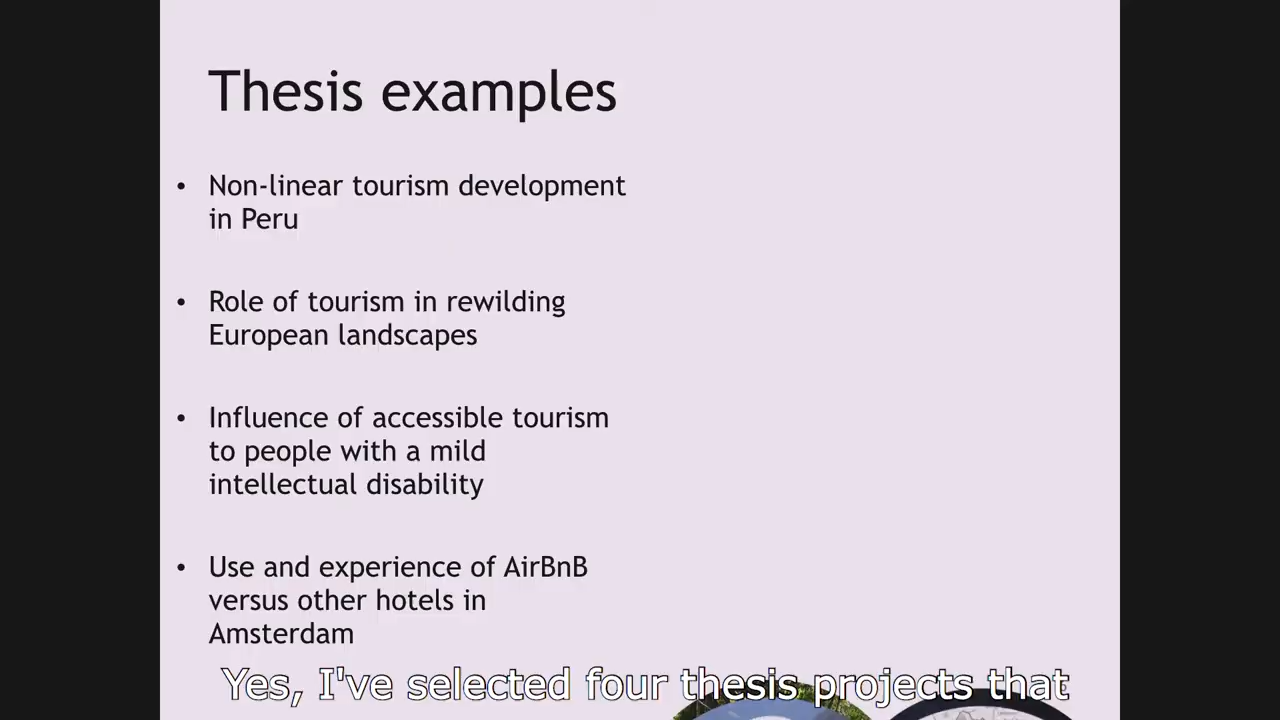 Thesis examples
• Non-linear tourism development
in Peru
• Role of tourism in rewilding
European landscapes
• Influence of accessible tourism
to people with a mild
intellectual disability
• Use and experience of AirBnB
versus other hotels in
Amsterdam
Yes, I've selected four thesis projects that